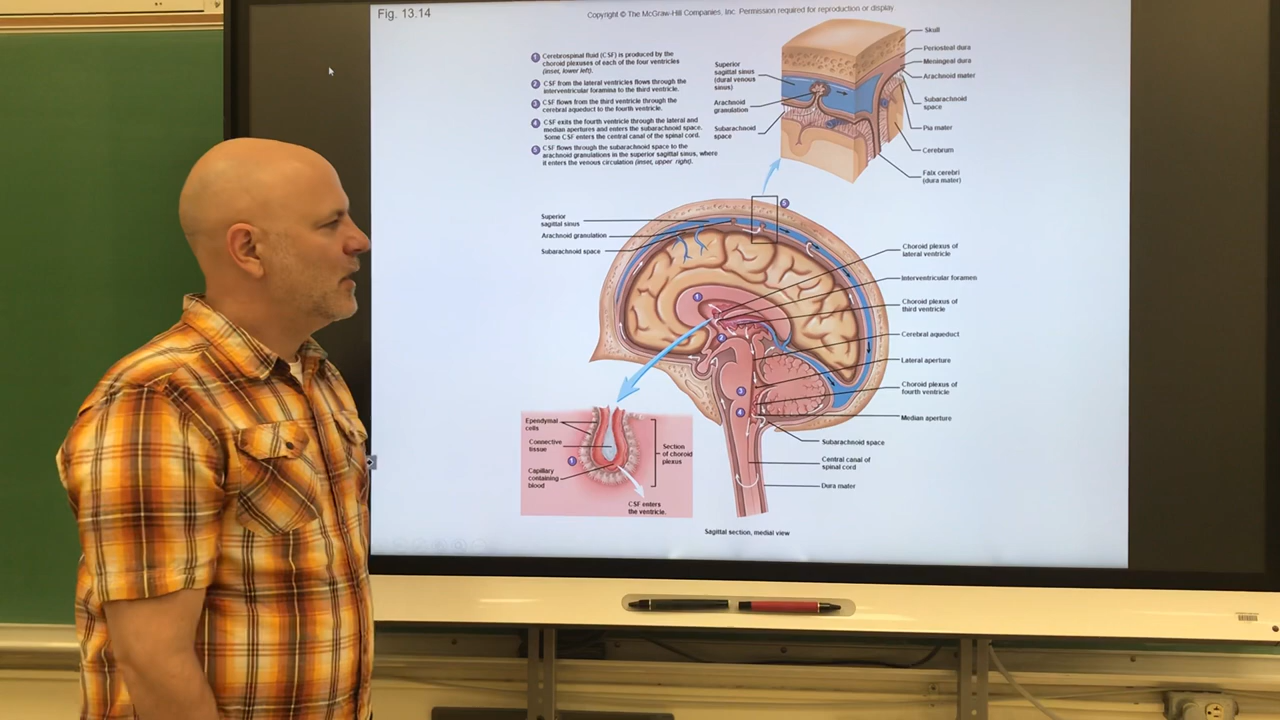 Fig. 13.14
Copyright © The McGraw-Hill Companies, Inc. Permission required for reproduction or display
1 Cerebrospinal fluid (CSF) is produced by the
choroid plexuses of each of the four ventricles
(inset, lower left).
2 CSF from the lateral ventricles flows through the
interventricular foramina to the third ventricle.
3 CSF flows from the third ventricle through the
cerebral aqueduct to the fourth ventricle.
4 CSF exits the fourth ventricle through the lateral and
median apertures and enters the subarachnoid space.
Some CSF enters the central canal of the spinal cord.
5 CSF flows through the subarachnoid space to the
arachnoid granulations in the superior sagittal sinus, where
it enters the venous circulation (inset, upper right).
Superior
sagittal sinus
(dural venous
sinus)
Arachnoid
granulation
Subarachnoid
space
Skull
Periosteal dura
Meningeal dura
Arachnoid mater
Subarachnoid
space
Pia mater
Cerebrum
Falx cerebri
(dura mater)
5
Superior
sagittal sinus
Arachnoid granulation
Subarachnoid space
1
2
3
4
Choroid plexus of
lateral ventricle
Interventricular foramen
Choroid plexus of
third ventricle
Cerebral aqueduct
Lateral aperture
Choroid plexus of
fourth ventricle
Median aperture
Subarachnoid space
Central canal of
spinal cord
Dura mater
Ependymal
cells
Connective
tissue
1
Capillary
containing
blood
Section
of choroid
plexus
CSF enters
the ventricle.
Sagittal section, medial view